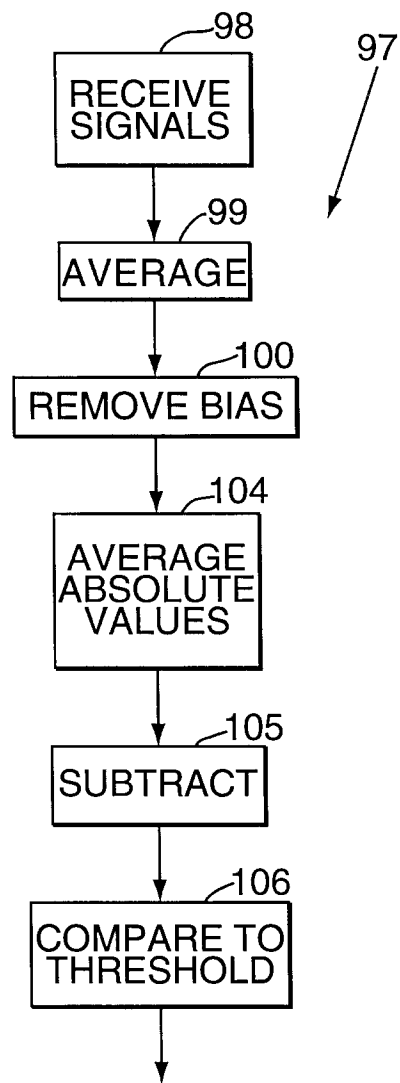 98
97
RECEIVE
SIGNALS
99
AVERAGE
100
REMOVE BIAS
104
AVERAGE
ABSOLUTE
VALUES
105
SUBTRACT
106
COMPARE TO
THRESHOLD